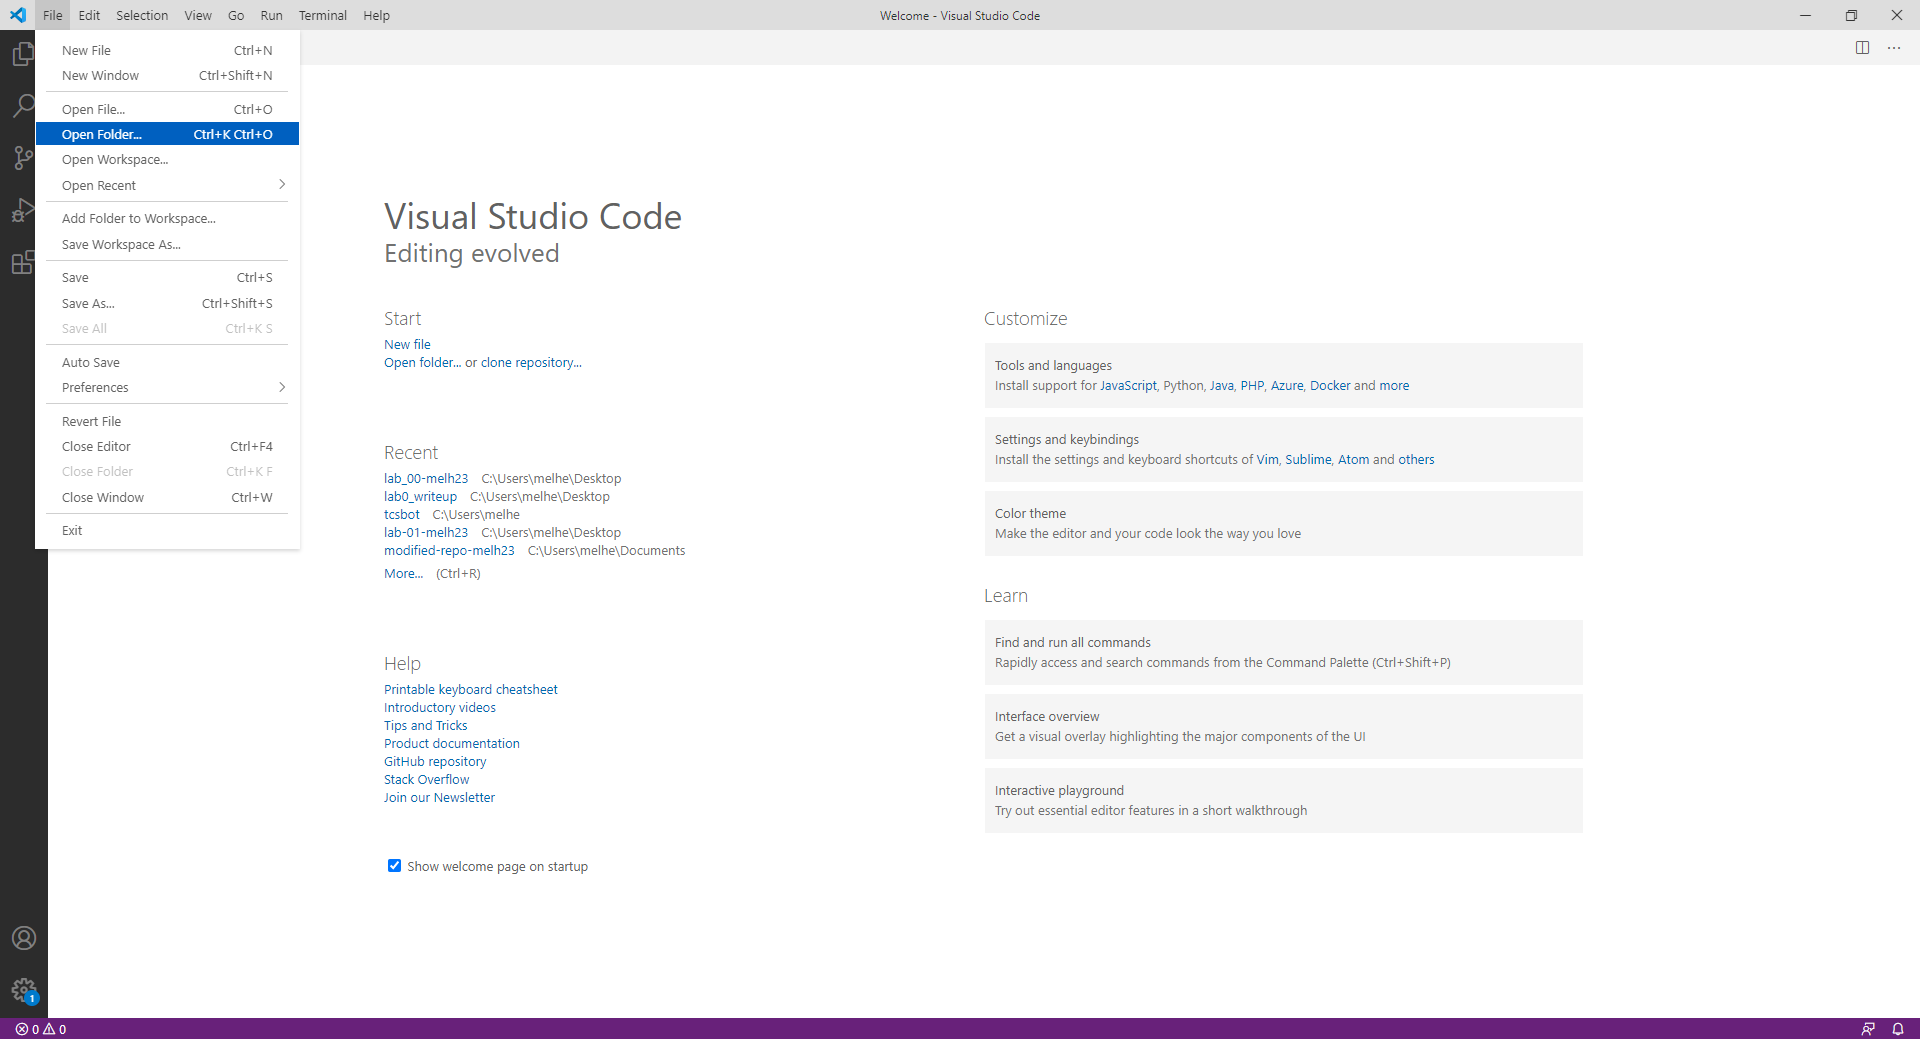 File Edit Selection View Go Run Terminal Help
Welcome - Visual Studio Code
New File Ctrl+N
New Window Ctrl+Shift+N
Open File... Ctrl+O
Open Folder... Ctrl+K Ctrl+O
Open Workspace...
Open Recent
Add Folder to Workspace...
Save Workspace As...
Save Ctrl+S
Save As... Ctrl+Shift+S
Save All Ctrl+K S
Auto Save
Preferences
Revert File
Close Editor Ctrl+F4
Close Folder Ctrl+K F
Close Window Ctrl+W
Exit
Visual Studio Code
Editing evolved
Start
New file
Open folder... or clone repository...
Recent
lab_00-melh23 C:\Users\melhe\Desktop
lab0_writeup C:\Users\melhe\Desktop
tcsbot C:\Users\melhe
lab-01-melh23 C:\Users\melhe\Desktop
modified-repo-melh23 C:\Users\melhe\Documents
More... (Ctrl+R)
Help
Printable keyboard cheatsheet
Introductory videos
Tips and Tricks
Product documentation
GitHub repository
Stack Overflow
Join our Newsletter
Show welcome page on startup
Customize
Tools and languages
Install support for JavaScript, Python, Java, PHP, Azure, Docker and more
Settings and keybindings
Install the settings and keyboard shortcuts of Vim, Sublime, Atom and others
Color theme
Make the editor and your code look the way you love
Learn
Find and run all commands
Rapidly access and search commands from the Command Palette (Ctrl+Shift+P)
Interface overview
Get a visual overlay highlighting the major components of the UI
Interactive playground
Try out essential editor features in a short walkthrough
1
0 0